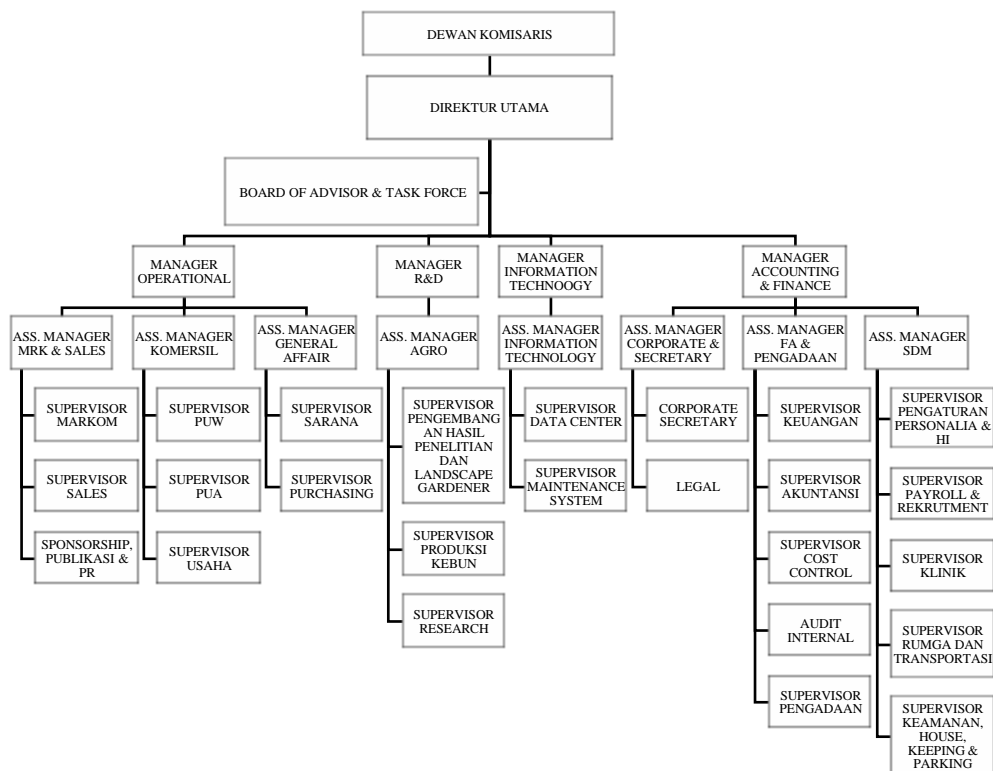 DEWAN KOMISARIS
DIREKTUR UTAMA
BOARD OF ADVISOR & TASK FORCE
MANAGER
OPERATIONAL
MANAGER
R&D
MANAGER
INFORMATION
TECHNOOGY
MANAGER
ACCOUNTING
& FINANCE
ASS. MANAGER
MRK & SALES
ASS. MANAGER
KOMERSIL
ASS. MANAGER
GENERAL
AFFAIR
ASS. MANAGER
AGRO
ASS. MANAGER
INFORMATION
TECHNOLOGY
ASS. MANAGER
CORPORATE &
SECRETARY
ASS. MANAGER
FA &
PENGADAAN
ASS. MANAGER
SDM
SUPERVISOR
MARKOM
SUPERVISOR
SALES
SPONSORSHIP,
PUBLIKASI &
PR
SUPERVISOR
PUW
SUPERVISOR
PUA
SUPERVISOR
USAHA
SUPERVISOR
SARANA
SUPERVISOR
PURCHASING
SUPERVISOR
PENGEMBANG
AN HASIL
PENELITIAN
DAN
LANDSCAPE
GARDENER
SUPERVISOR
PRODUKSI
KEBUN
SUPERVISOR
RESEARCH
SUPERVISOR
DATA CENTER
SUPERVISOR
MAINTENANCE
SYSTEM
CORPORATE
SECRETARY
LEGAL
SUPERVISOR
KEUANGAN
SUPERVISOR
AKUNTANSI
SUPERVISOR
COST
CONTROL
AUDIT
INTERNAL
SUPERVISOR
PENGADAAN
SUPERVISOR
PENGATURAN
PERSONALIA &
HI
SUPERVISOR
PAYROLL &
REKRUTMENT
SUPERVISOR
KLINIK
SUPERVISOR
RUMGA DAN
TRANSPORTASI
SUPERVISOR
KEAMANAN,
HOUSE,
KEEPING &
PARKING